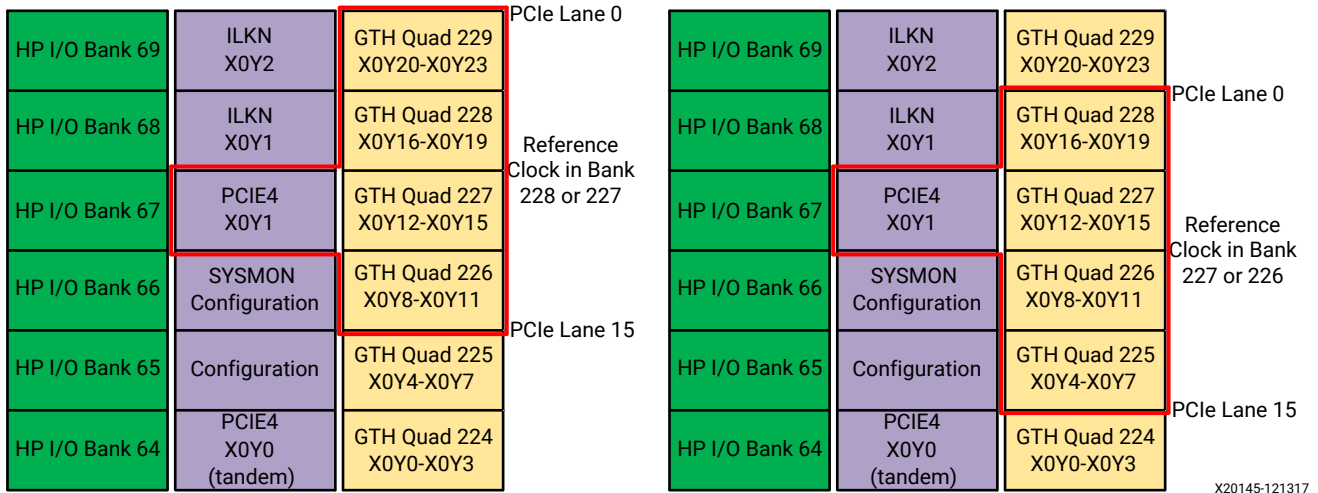 PCIe Lane 0
HP I/O Bank 69
ILKN
X0Y2
GTH Quad 229
X0Y20-X0Y23
HP I/O Bank 68
ILKN
X0Y1
GTH Quad 228
X0Y16-X0Y19
Reference
Clock in Bank
228 or 227
HP I/O Bank 67
PCIE4
X0Y1
GTH Quad 227
X0Y12-X0Y15
HP I/O Bank 66
SYSMON
Configuration
GTH Quad 226
X0Y8-X0Y11
PCIe Lane 15
HP I/O Bank 65
Configuration
GTH Quad 225
X0Y4-X0Y7
HP I/O Bank 64
PCIE4
X0Y0
(tandem)
GTH Quad 224
X0Y0-X0Y3
HP I/O Bank 69
ILKN
X0Y2
GTH Quad 229
X0Y20-X0Y23
PCIe Lane 0
HP I/O Bank 68
ILKN
X0Y1
GTH Quad 228
X0Y16-X0Y19
HP I/O Bank 67
PCIE4
X0Y1
GTH Quad 227
X0Y12-X0Y15
Reference
Clock in Bank
227 or 226
HP I/O Bank 66
SYSMON
Configuration
GTH Quad 226
X0Y8-X0Y11
HP I/O Bank 65
Configuration
GTH Quad 225
X0Y4-X0Y7
PCIe Lane 15
HP I/O Bank 64
PCIE4
X0Y0
(tandem)
GTH Quad 224
X0Y0-X0Y3
X20145-121317